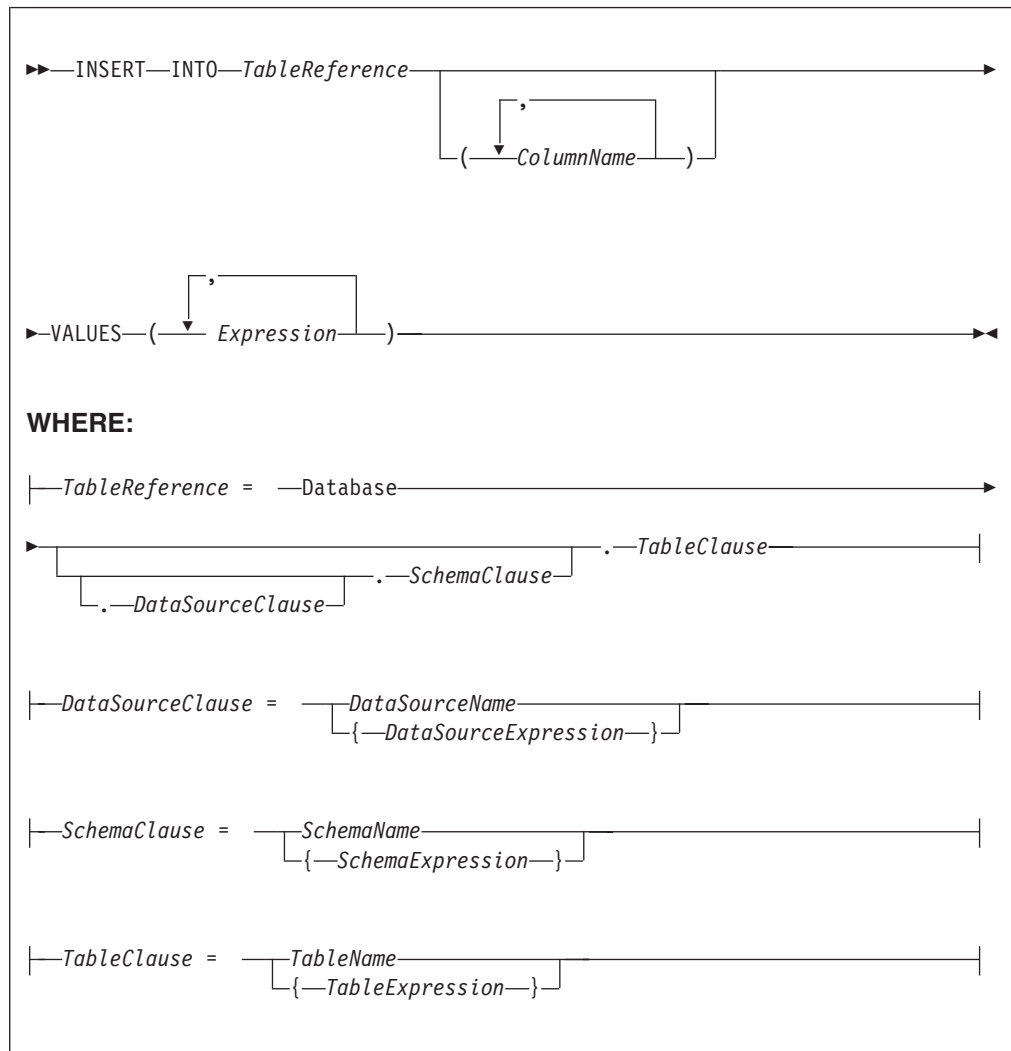 INSERT INTO TableReference
,
( ColumnName )
,
VALUES ( Expression )
WHERE:
TableReference = Database
. TableClause
. SchemaClause
. DataSourceClause
DataSourceClause = DataSourceName
{ DataSourceExpression }
SchemaClause = SchemaName
{ SchemaExpression }
TableClause = TableName
{ TableExpression }